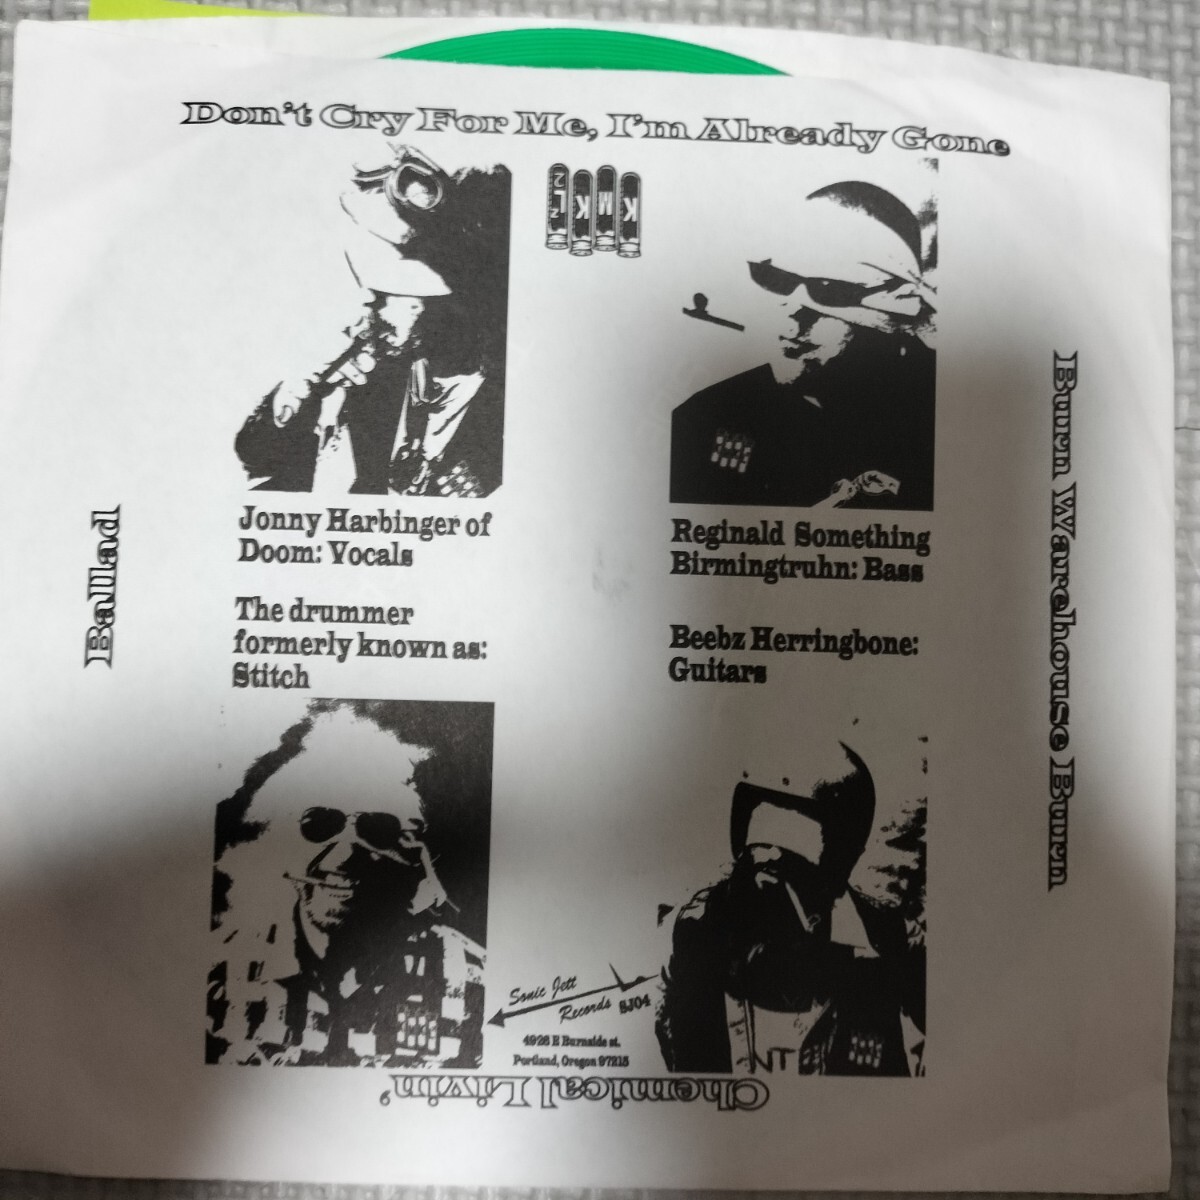 Don't Cry For Me, I'm Already Gone
L² K M K
Jonny Harbinger of
Doom: Vocals
Reginald Something
Birmingtruhn: Bass
The drummer
formerly known as:
Stitch
Beebz Herringbone:
Guitars
Ballad
Burn Warehouse Burn
Sonic Jett
Records SJ04
4926 E Burnside st.
Portland, Oregon 97215
NT
Chemical Livin'